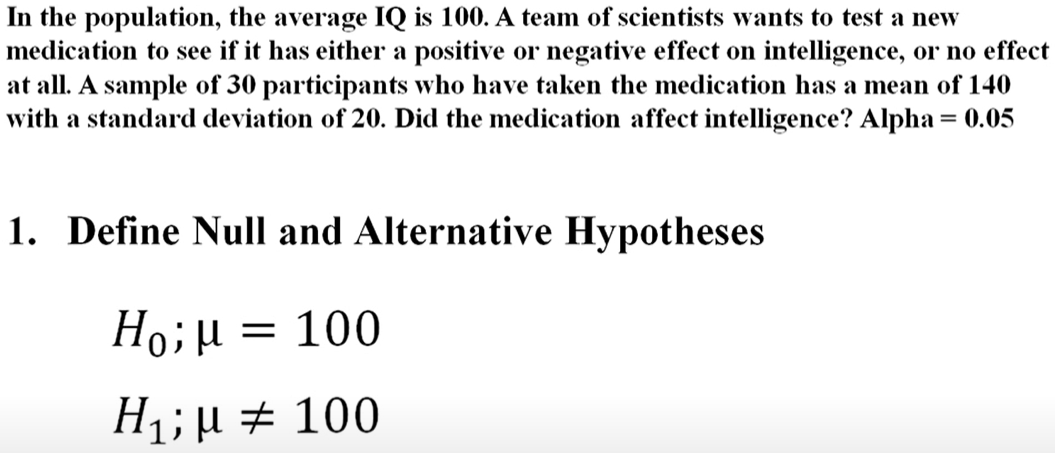 In the population, the average IQ is 100. A team of scientists wants to test a new
medication to see if it has either a positive or negative effect on intelligence, or no effect
at all. A sample of 30 participants who have taken the medication has a mean of 140
with a standard deviation of 20. Did the medication affect intelligence? Alpha = 0.05
1. Define Null and Alternative Hypotheses
H₀; μ = 100
H₁; μ ≠ 100